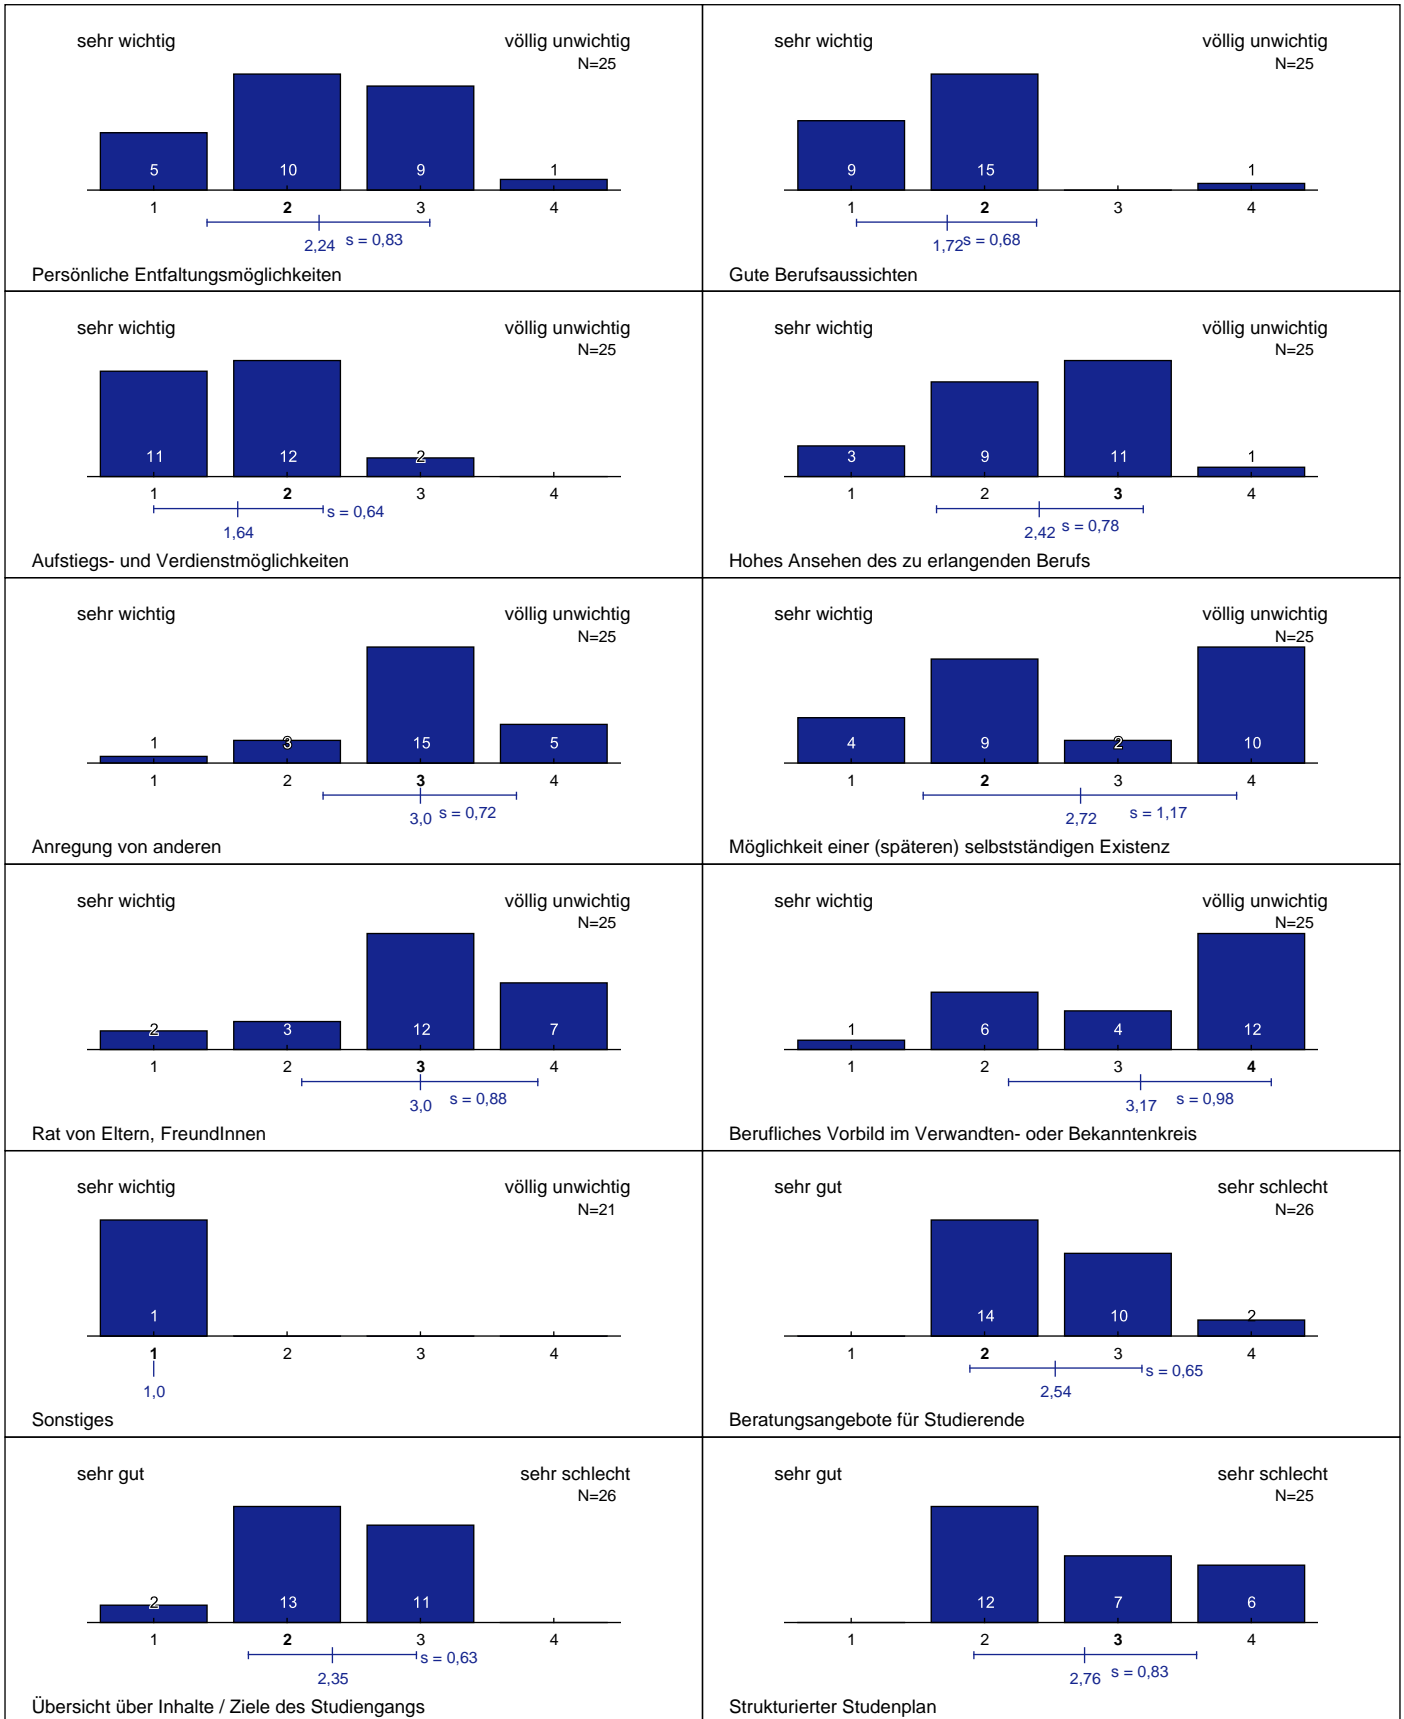 sehr wichtig völlig unwichtig
N=25
5 10 9 1
1 2 3 4
2,24 s = 0,83
Persönliche Entfaltungsmöglichkeiten
sehr wichtig völlig unwichtig
N=25
9 15 1
1 2 3 4
1,72 s = 0,68
Gute Berufsaussichten
sehr wichtig völlig unwichtig
N=25
11 12 2
1 2 3 4
s = 0,64
1,64
Aufstiegs- und Verdienstmöglichkeiten
sehr wichtig völlig unwichtig
N=25
3 9 11 1
1 2 3 4
2,42 s = 0,78
Hohes Ansehen des zu erlangenden Berufs
sehr wichtig völlig unwichtig
N=25
1 3 15 5
1 2 3 4
3,0 s = 0,72
Anregung von anderen
sehr wichtig völlig unwichtig
N=25
4 9 2 10
1 2 3 4
2,72 s = 1,17
Möglichkeit einer (späteren) selbstständigen Existenz
sehr wichtig völlig unwichtig
N=25
2 3 12 7
1 2 3 4
3,0 s = 0,88
Rat von Eltern, FreundInnen
sehr wichtig völlig unwichtig
N=25
1 6 4 12
1 2 3 4
3,17 s = 0,98
Berufliches Vorbild im Verwandten- oder Bekanntenkreis
sehr wichtig völlig unwichtig
N=21
1
1 2 3 4
1,0
Sonstiges
sehr gut sehr schlecht
N=26
14 10 2
1 2 3 4
s = 0,65
2,54
Beratungsangebote für Studierende
sehr gut sehr schlecht
N=26
2 13 11
1 2 3 4
s = 0,63
2,35
Übersicht über Inhalte / Ziele des Studiengangs
sehr gut sehr schlecht
N=25
12 7 6
1 2 3 4
2,76 s = 0,83
Strukturierter Studenplan